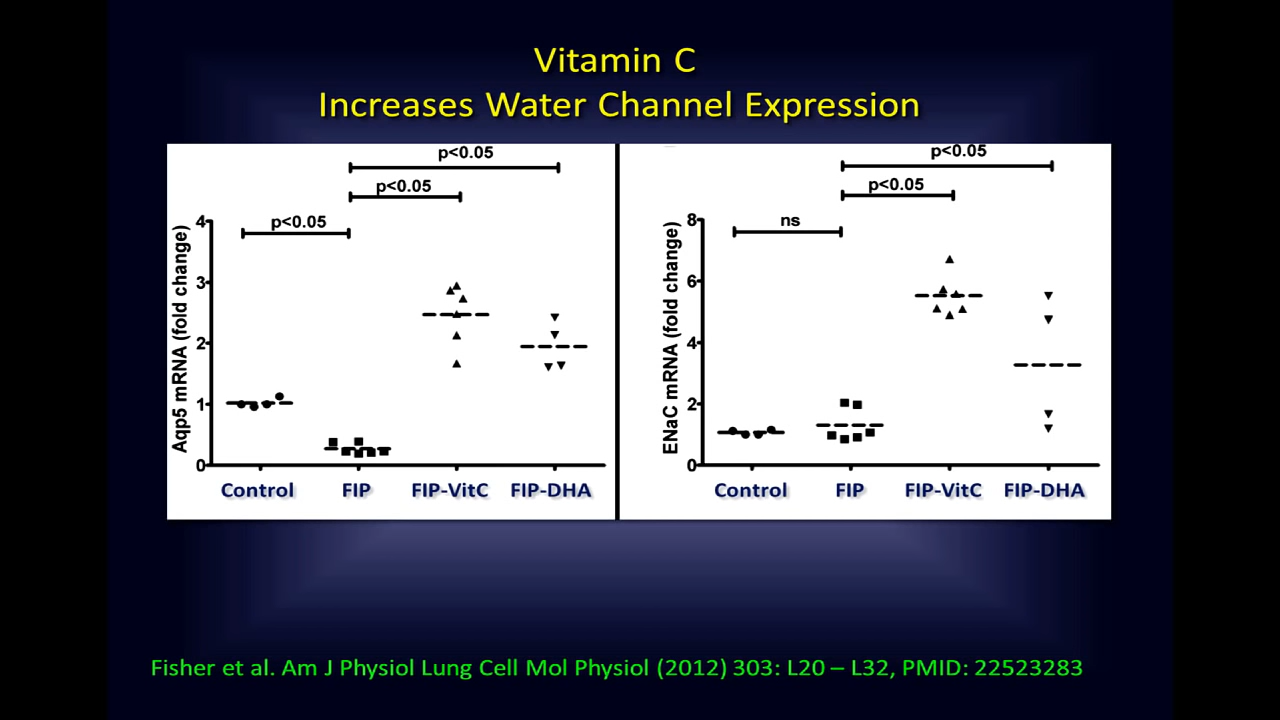 Vitamin C
Increases Water Channel Expression
p<0.05
p<0.05
p<0.05
Aqp5 mRNA (fold change)
4
3
2
1
0
Control FIP FIP-VitC FIP-DHA
p<0.05
p<0.05
ns
ENaC mRNA (fold change)
8
6
4
2
0
Control FIP FIP-VitC FIP-DHA
Fisher et al. Am J Physiol Lung Cell Mol Physiol (2012) 303: L20 – L32, PMID: 22523283